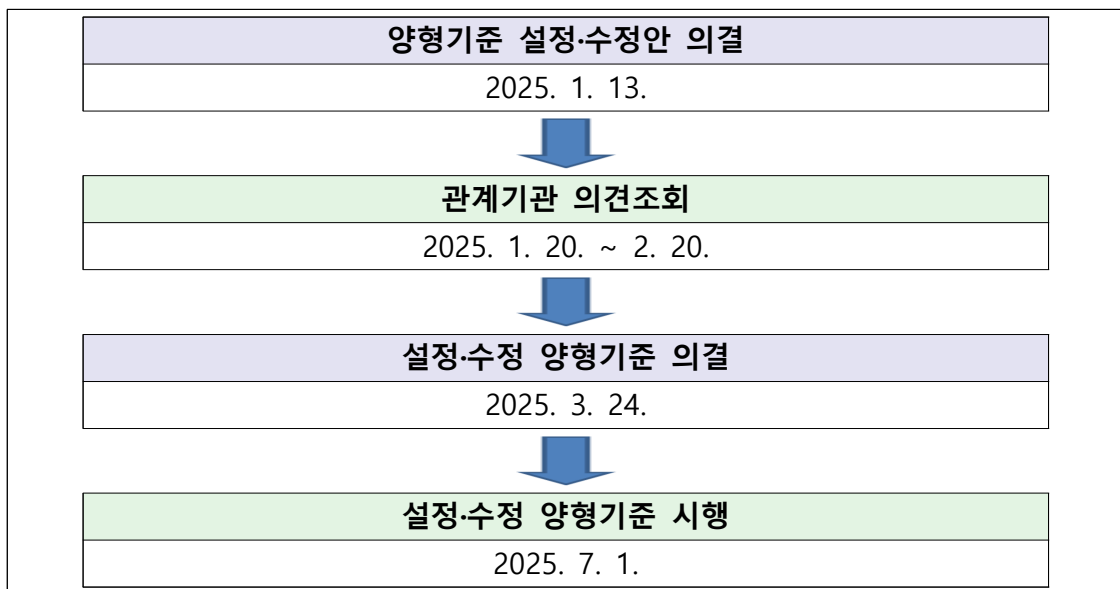 양형기준 설정·수정안 의결
2025. 1. 13.
관계기관 의견조회
2025. 1. 20. ~ 2. 20.
설정·수정 양형기준 의결
2025. 3. 24.
설정·수정 양형기준 시행
2025. 7. 1.